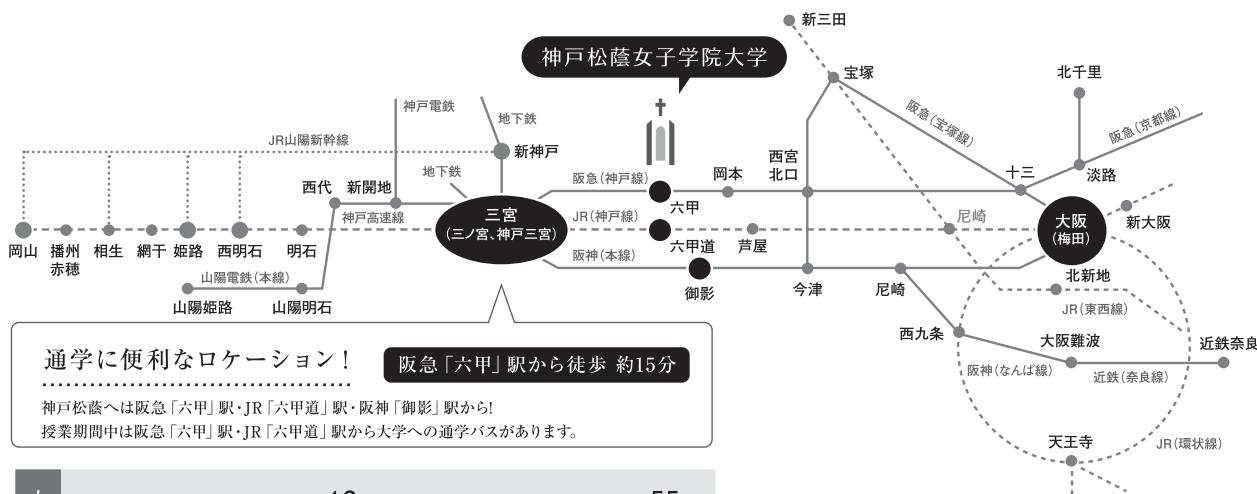 新三田
神戸松蔭女子学院大学
宝塚
北千里
神戸電鉄
地下鉄
阪急(宝塚線)
阪急(京都線)
JR山陽新幹線
新神戸
西宮
北口
岡本
十三
淡路
地下鉄
西代
新開地
阪急(神戸線)
六甲
神戸高速線
三宮
(三ノ宮、神戸三宮)
JR(神戸線)
尼崎
大阪
(梅田)
新大阪
岡山
播州
赤穂
相生
網干
姫路
西明石
明石
六甲道
芦屋
阪神(本線)
山陽電鉄(本線)
御影
今津
尼崎
北新地
山陽姫路
山陽明石
JR(東西線)
西九条
大阪難波
近鉄奈良
阪神(なんば線)
近鉄(奈良線)
通学に便利なロケーション!
阪急「六甲」駅から徒歩 約15分
神戸松蔭へは阪急「六甲」駅・JR「六甲道」駅・阪神「御影」駅から!
授業期間中は阪急「六甲」駅・JR「六甲道」駅から大学への通学バスがあります。
天王寺
JR(環状線)